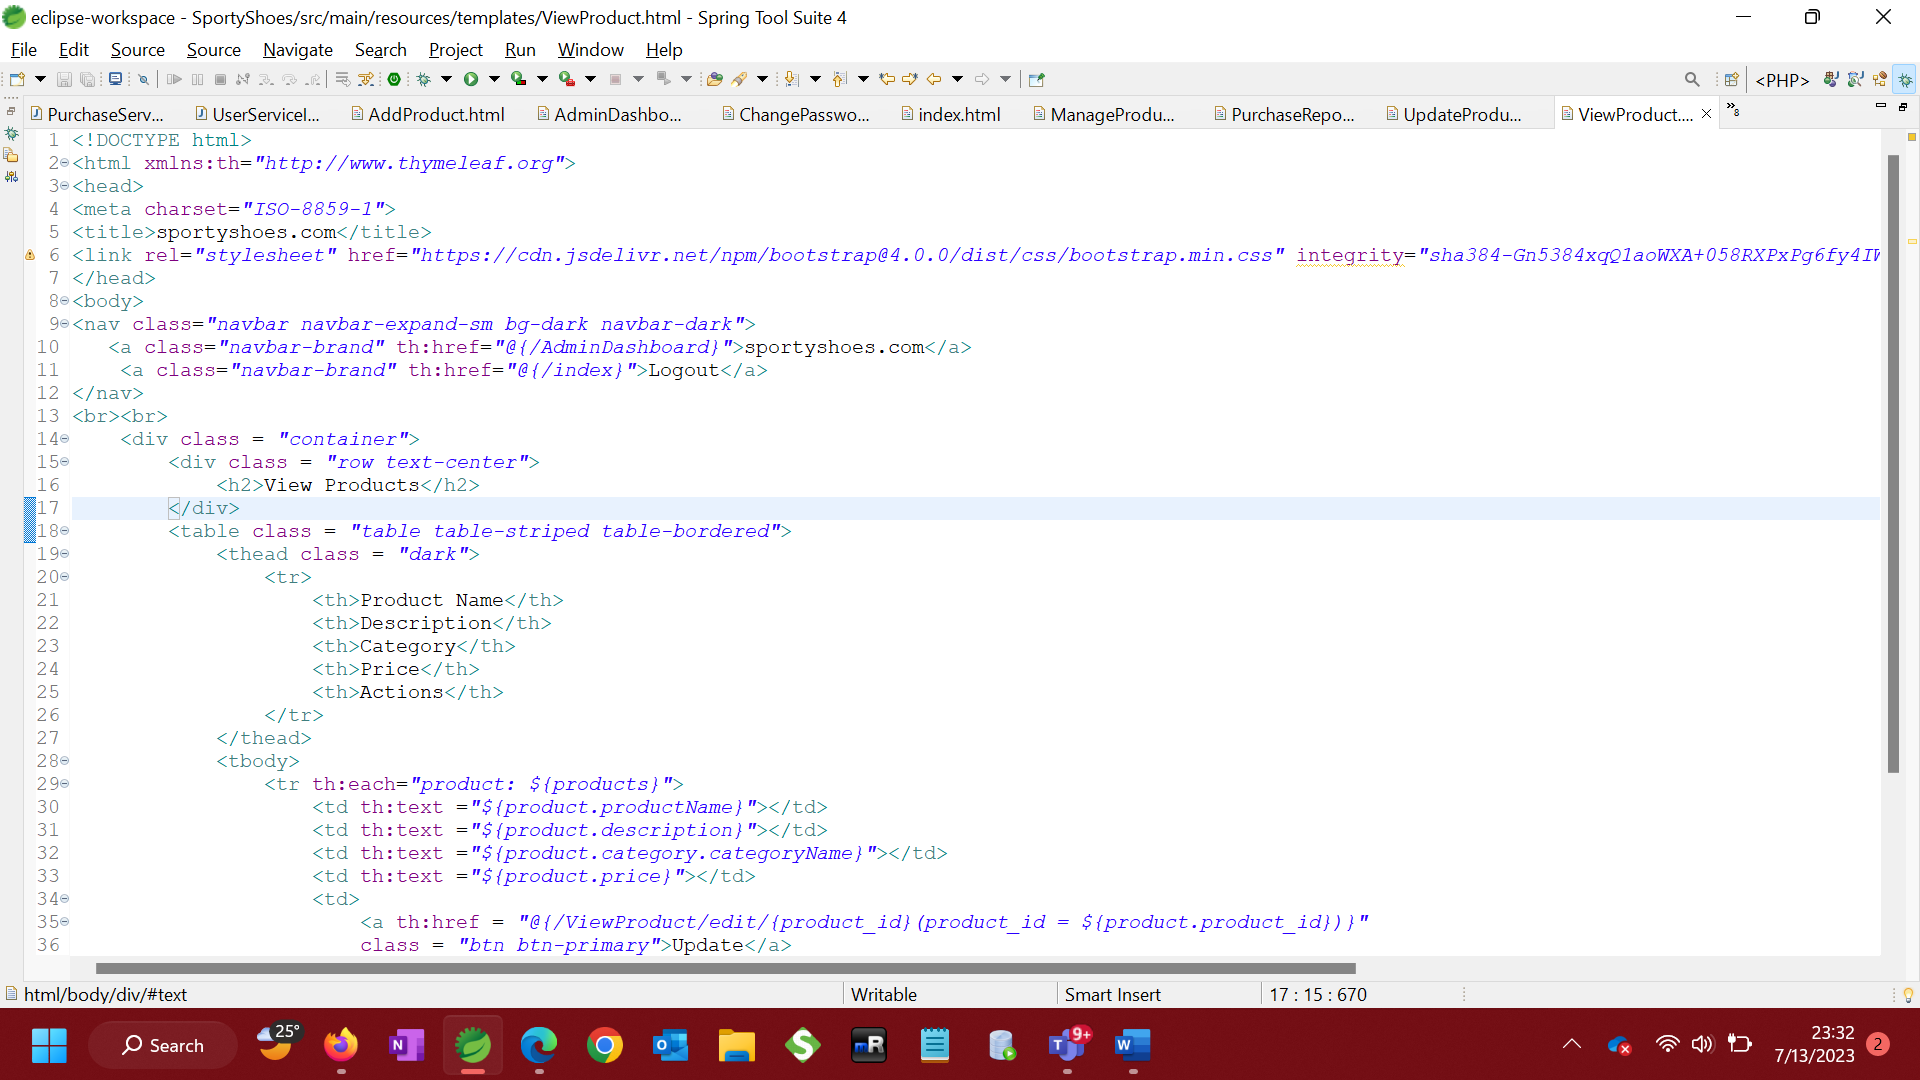 eclipse-workspace - SportyShoes/src/main/resources/templates/ViewProduct.html - Spring Tool Suite 4
File Edit Source Source Navigate Search Project Run Window Help
<PHP>
PurchaseServ... UserServiceI... AddProduct.html AdminDashbo... ChangePasswo... index.html ManageProdu... PurchaseRepo... UpdateProdu... ViewProduct.... »8
1 <!DOCTYPE html>
2 <html xmlns:th="http://www.thymeleaf.org">
3 <head>
4 <meta charset="ISO-8859-1">
5 <title>sportyshoes.com</title>
6 <link rel="stylesheet" href="https://cdn.jsdelivr.net/npm/bootstrap@4.0.0/dist/css/bootstrap.min.css" integrity="sha384-Gn5384xqQ1aoWXA+058RXPxPg6fy4IW
7 </head>
8 <body>
9 <nav class="navbar navbar-expand-sm bg-dark navbar-dark">
10 <a class="navbar-brand" th:href="@{/AdminDashboard}">sportyshoes.com</a>
11 <a class="navbar-brand" th:href="@{/index}">Logout</a>
12 </nav>
13 <br><br>
14 <div class = "container">
15 <div class = "row text-center">
16 <h2>View Products</h2>
17 </div>
18 <table class = "table table-striped table-bordered">
19 <thead class = "dark">
20 <tr>
21 <th>Product Name</th>
22 <th>Description</th>
23 <th>Category</th>
24 <th>Price</th>
25 <th>Actions</th>
26 </tr>
27 </thead>
28 <tbody>
29 <tr th:each="product: ${products}">
30 <td th:text ="${product.productName}"></td>
31 <td th:text ="${product.description}"></td>
32 <td th:text ="${product.category.categoryName}"></td>
33 <td th:text ="${product.price}"></td>
34 <td>
35 <a th:href = "@{/ViewProduct/edit/{product_id}(product_id = ${product.product_id})}"
36 class = "btn btn-primary">Update</a>
html/body/div/#text Writable Smart Insert 17 : 15 : 670
25° Search 9+ 23:32 2
7/13/2023